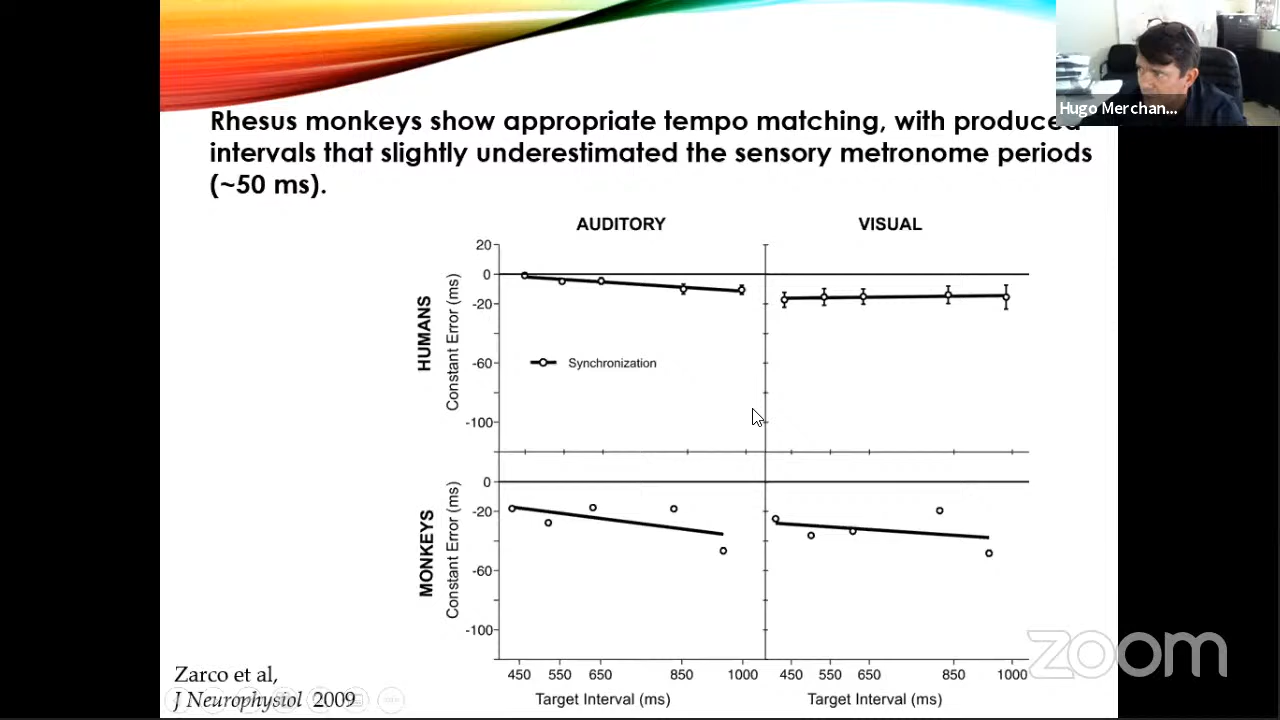 Hugo Merchan...
Rhesus monkeys show appropriate tempo matching, with produced
intervals that slightly underestimated the sensory metronome periods
(~50 ms).
AUDITORY
VISUAL
HUMANS
Constant Error (ms)
20
0
-20
-60
-100
Synchronization
MONKEYS
Constant Error (ms)
0
-20
-60
-100
450 550 650 850 1000
450 550 650 850 1000
Target Interval (ms)
Target Interval (ms)
Zarco et al,
J Neurophysiol 2009
zoom